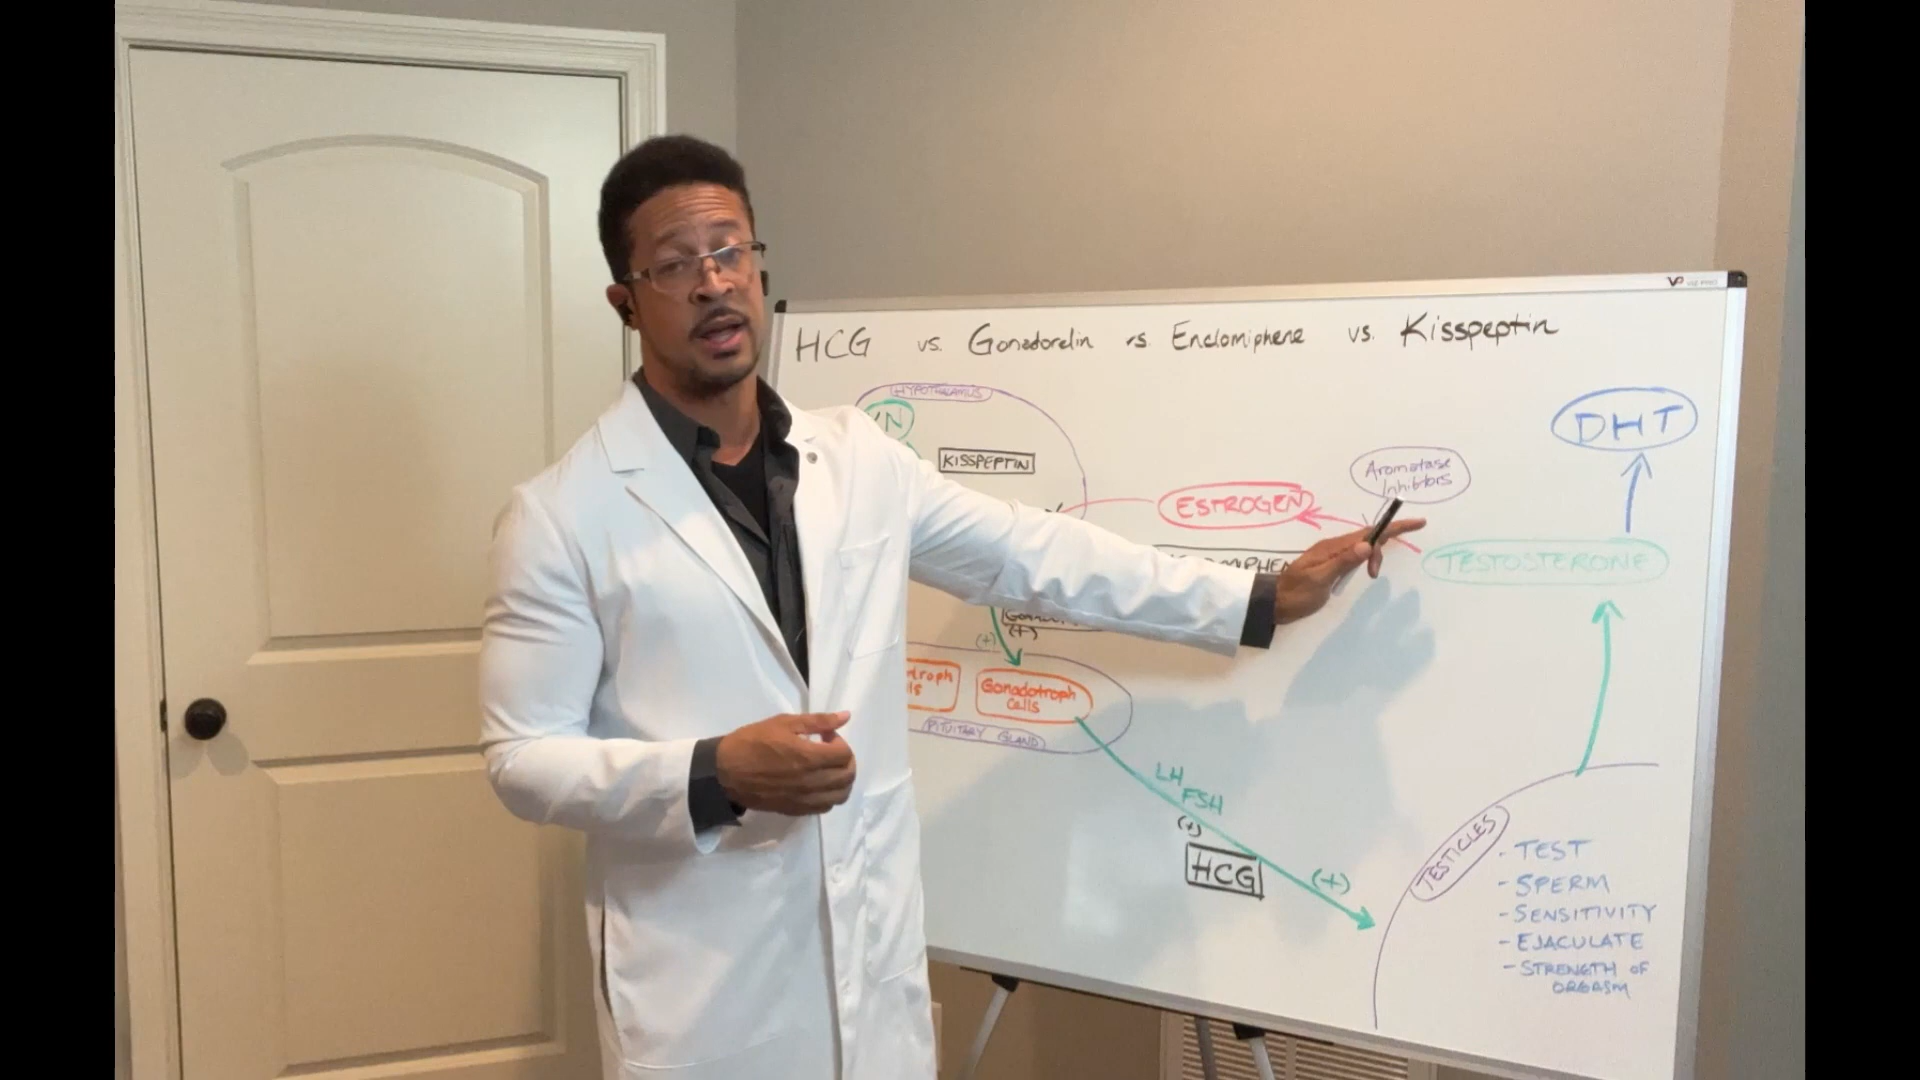 HCG vs. Gonadorelin vs. Enclomiphene vs. Kisspeptin
HYPOTHALAMUS
KISSPEPTIN
ESTROGEN
Aromatase
Inhibitors
DHT
TESTOSTERONE
(+)
(+)
Gonadotroph
Cells
PITUITARY GLAND
LH
FSH
(+)
HCG
(+)
TESTICLES
- TEST
- SPERM
- SENSITIVITY
- EJACULATE
- STRENGTH OF
ORGASM